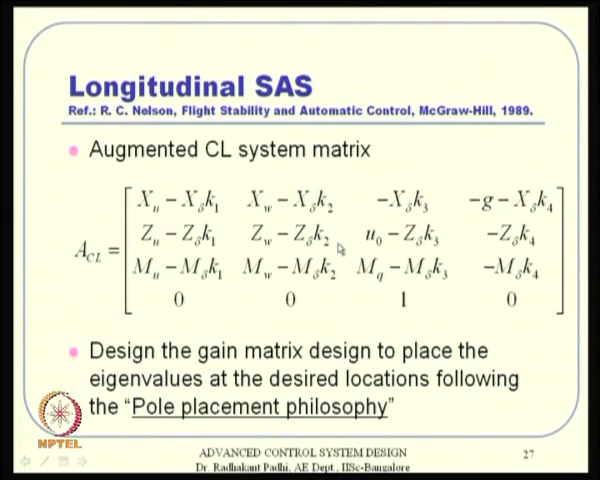 Longitudinal SAS
Ref.: R. C. Nelson, Flight Stability and Automatic Control, McGraw-Hill, 1989.
• Augmented CL system matrix
X_u − X_δk_1 X_w − X_δk_2 −X_δk_3 −g − X_δk_4
Z_u − Z_δk_1 Z_w − Z_δk_2 u_0 − Z_δk_3 −Z_δk_4
A_CL =
M_u − M_δk_1 M_w − M_δk_2 M_q − M_δk_3 −M_δk_4
0 0 1 0
• Design the gain matrix design to place the
eigenvalues at the desired locations following
the “Pole placement philosophy”
NPTEL
ADVANCED CONTROL SYSTEM DESIGN
27
Dr. Radhakant Padhi, AE Dept., IISc-Bangalore